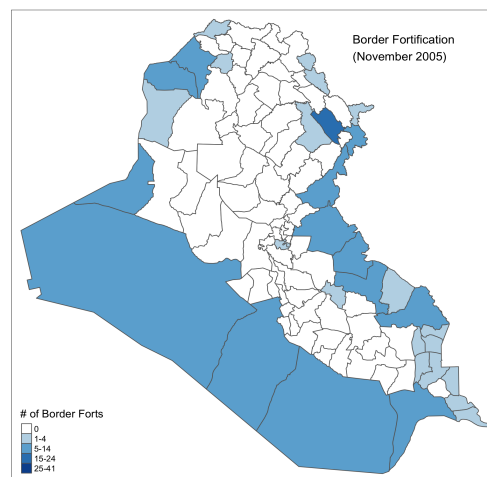 Border Fortification
(November 2005)
# of Border Forts
0
1-4
5-14
15-24
25-41